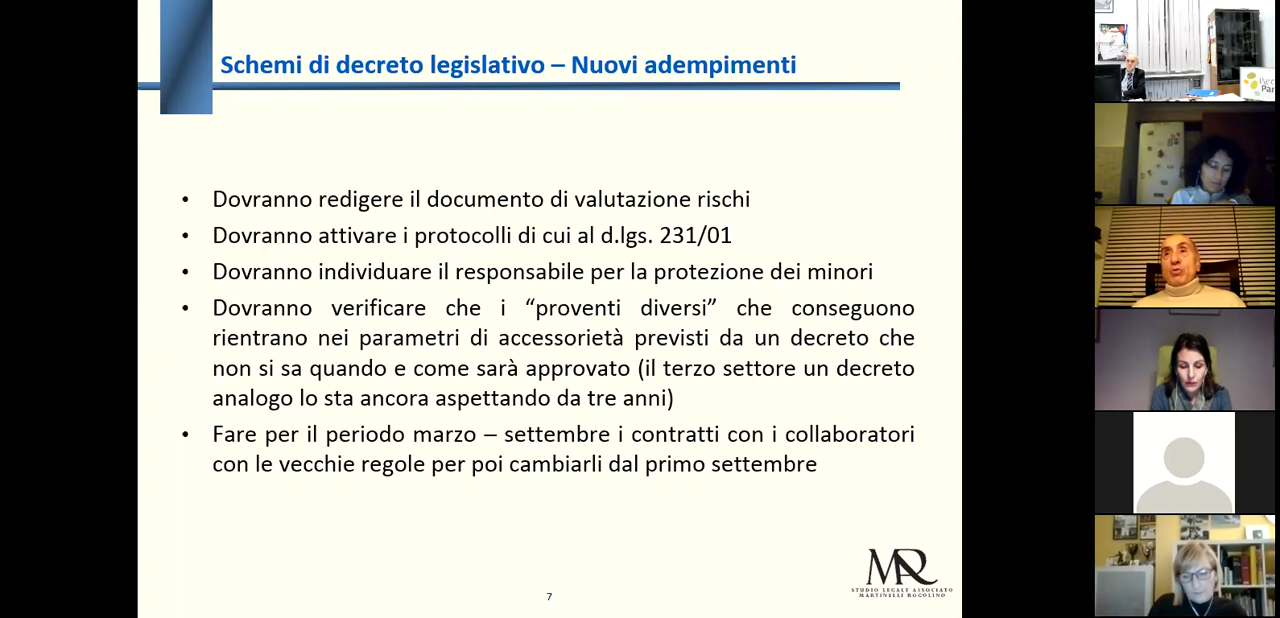 Schemi di decreto legislativo – Nuovi adempimenti
• Dovranno redigere il documento di valutazione rischi
• Dovranno attivare i protocolli di cui al d.lgs. 231/01
• Dovranno individuare il responsabile per la protezione dei minori
• Dovranno verificare che i “proventi diversi” che conseguono
rientrano nei parametri di accessorietà previsti da un decreto che
non si sa quando e come sarà approvato (il terzo settore un decreto
analogo lo sta ancora aspettando da tre anni)
• Fare per il periodo marzo – settembre i contratti con i collaboratori
con le vecchie regole per poi cambiarli dal primo settembre
7
MR
STUDIO LEGALE ASSOCIATO
MARTINELLI ROGOLINO